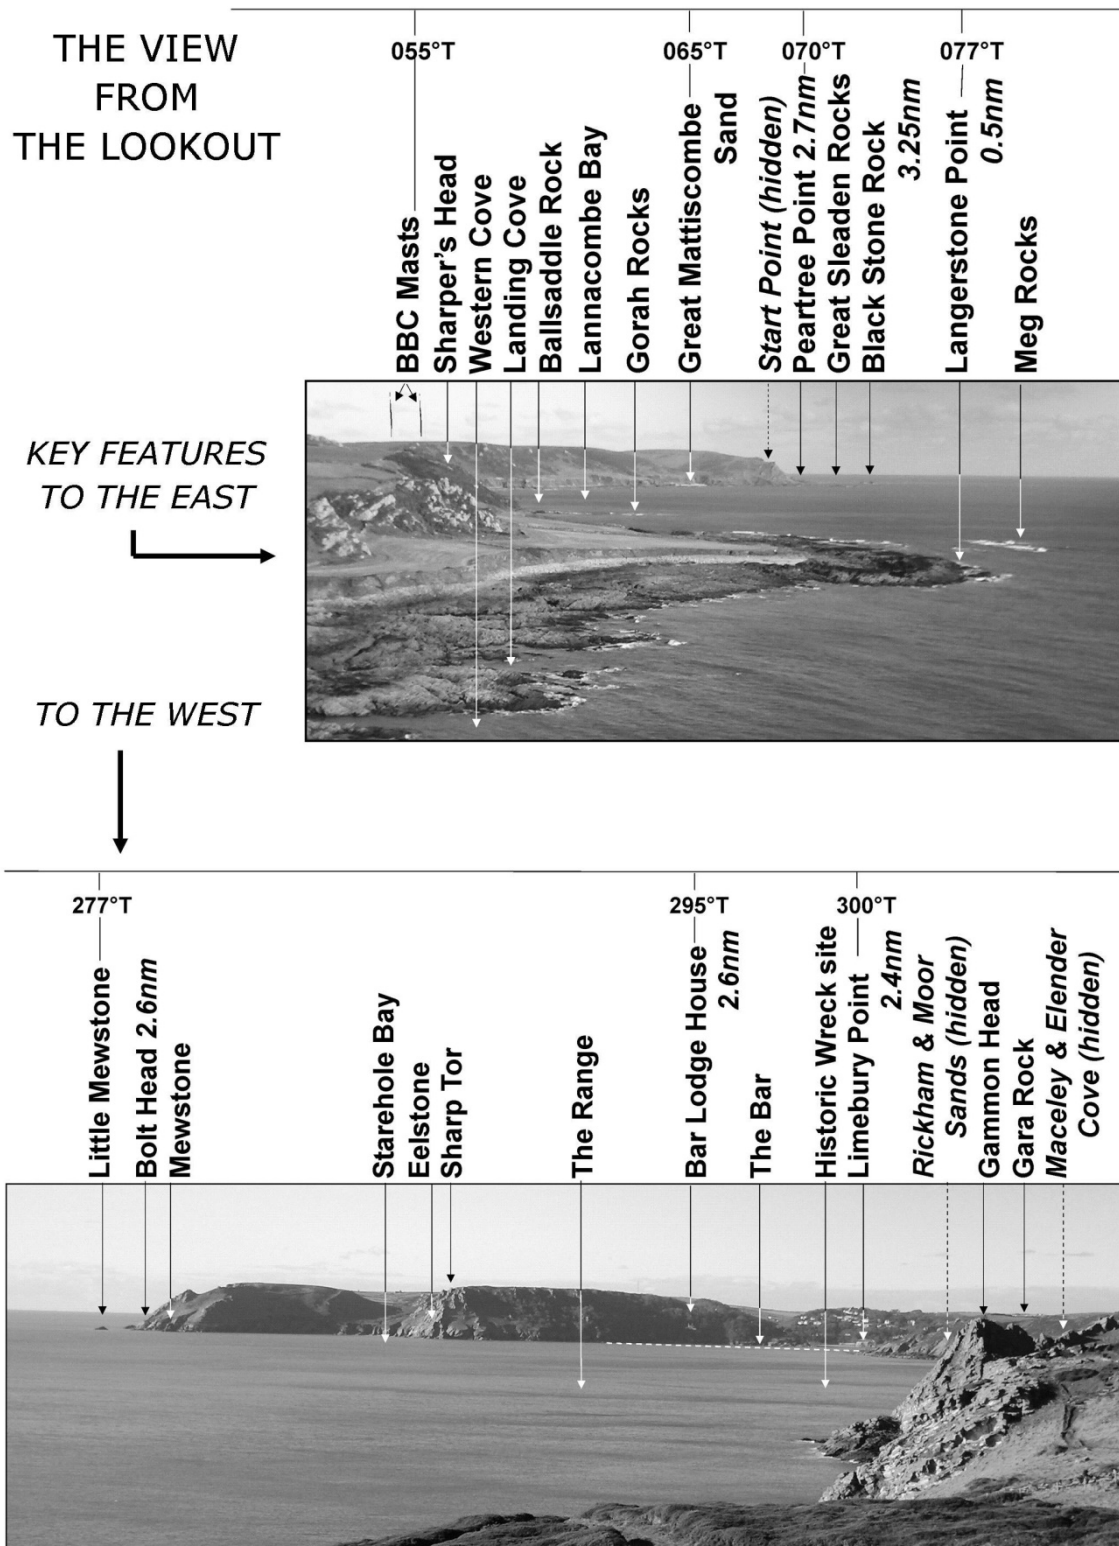 THE VIEW
FROM
THE LOOKOUT
055°T
065°T
070°T
077°T
BBC Masts
Sharper's Head
Western Cove
Landing Cove
Ballsaddle Rock
Lannacombe Bay
Gorah Rocks
Great Mattiscombe
Sand
Start Point (hidden)
Peartree Point 2.7nm
Great Sleaden Rocks
Black Stone Rock
3.25nm
Langerstone Point
0.5nm
Meg Rocks
KEY FEATURES
TO THE EAST
TO THE WEST
277°T
295°T
300°T
Little Mewstone
Bolt Head 2.6nm
Mewstone
Starehole Bay
Eelstone
Sharp Tor
The Range
Bar Lodge House
2.6nm
The Bar
Historic Wreck site
Limebury Point
2.4nm
Rickham & Moor
Sands (hidden)
Gammon Head
Gara Rock
Maceley & Elender
Cove (hidden)